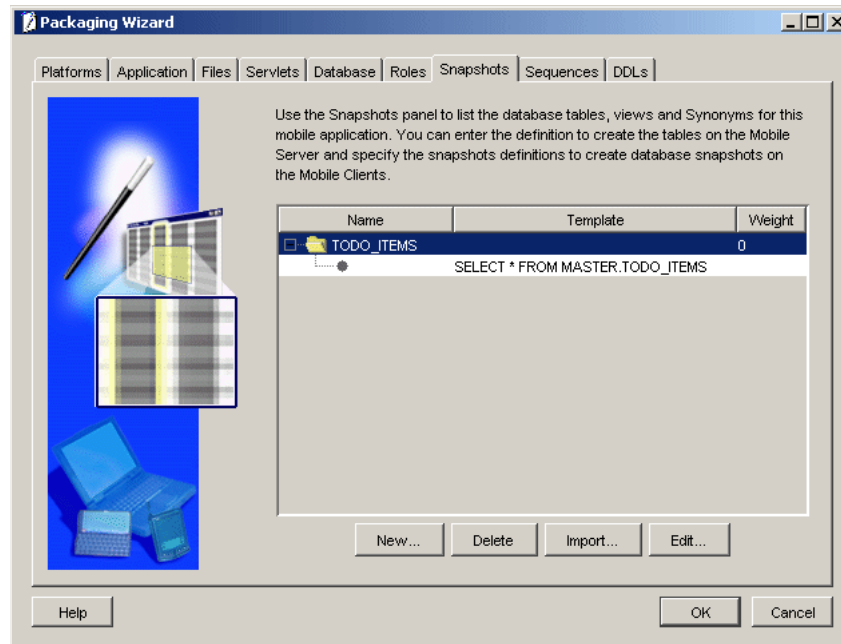 Packaging Wizard
Platforms Application Files Servlets Database Roles Snapshots Sequences DDLs
Use the Snapshots panel to list the database tables, views and Synonyms for this
mobile application. You can enter the definition to create the tables on the Mobile
Server and specify the snapshots definitions to create database snapshots on
the Mobile Clients.
Name Template Weight
TODO_ITEMS 0
SELECT * FROM MASTER.TODO_ITEMS
New... Delete Import... Edit...
Help OK Cancel